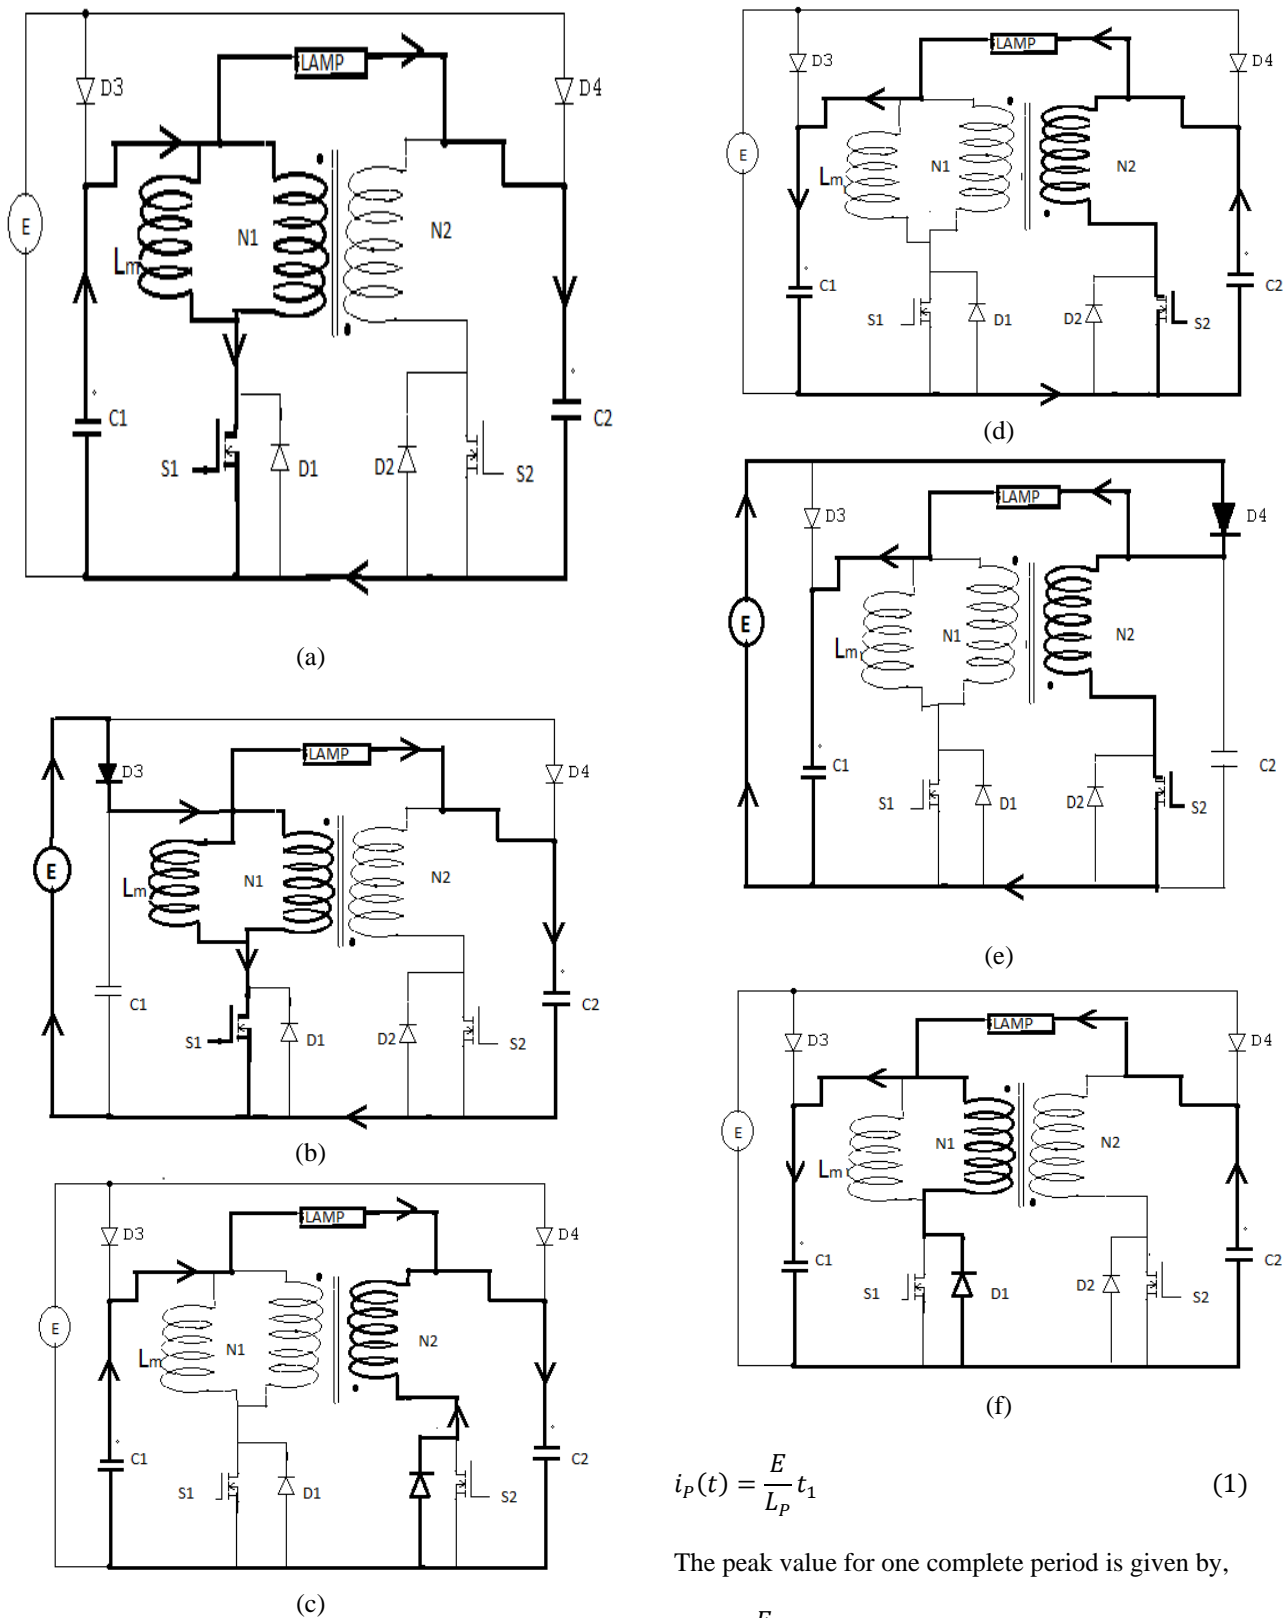 LAMP
D3
D4
E
N1
N2
Lm
C1
C2
S1
D1
D2
S2
(a)
LAMP
D3
D4
E
Lm
N1
N2
C1
C2
S1
D1
D2
S2
(b)
LAMP
D3
D4
E
Lm
N1
N2
C1
C2
S1
D1
S2
(c)
LAMP
D3
D4
E
Lm
N1
N2
C1
C2
S1
D1
D2
S2
(d)
LAMP
D3
D4
E
Lm
N1
N2
C1
C2
S1
D1
D2
S2
(e)
LAMP
D3
D4
E
Lm
N1
N2
C1
C2
S1
D1
D2
S2
(f)
i_P(t) = E/L_P t_1 (1)
The peak value for one complete period is given by,
E